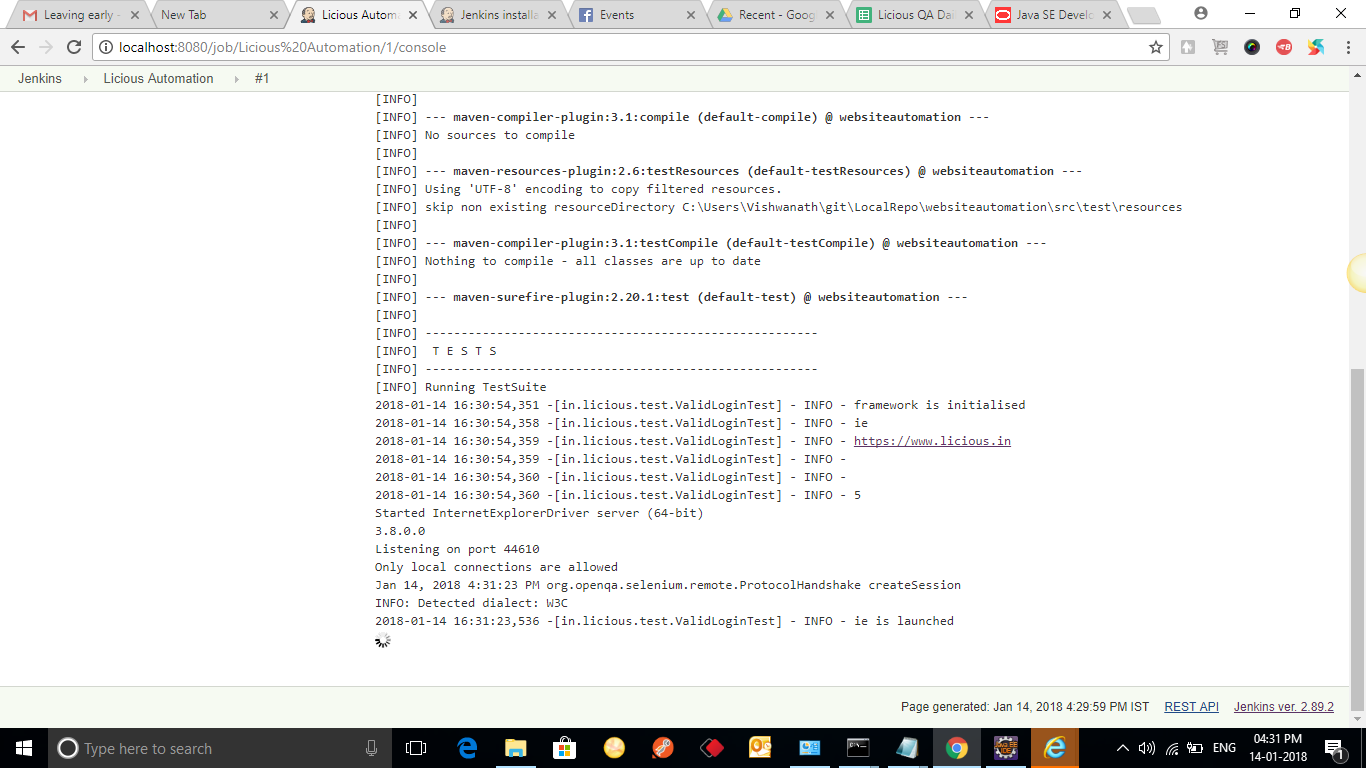 Leaving early -
New Tab
Licious Autom
Jenkins install
Events
Recent - Goog
Licious QA Dai
Java SE Develo
localhost:8080/job/Licious%20Automation/1/console
Jenkins
Licious Automation
#1
[INFO]
[INFO] --- maven-compiler-plugin:3.1:compile (default-compile) @ websiteautomation ---
[INFO] No sources to compile
[INFO]
[INFO] --- maven-resources-plugin:2.6:testResources (default-testResources) @ websiteautomation ---
[INFO] Using 'UTF-8' encoding to copy filtered resources.
[INFO] skip non existing resourceDirectory C:\Users\Vishwanath\git\LocalRepo\websiteautomation\src\test\resources
[INFO]
[INFO] --- maven-compiler-plugin:3.1:testCompile (default-testCompile) @ websiteautomation ---
[INFO] Nothing to compile - all classes are up to date
[INFO]
[INFO] --- maven-surefire-plugin:2.20.1:test (default-test) @ websiteautomation ---
[INFO]
[INFO] -------------------------------------------------------
[INFO]  T E S T S
[INFO] -------------------------------------------------------
[INFO] Running TestSuite
2018-01-14 16:30:54,351 -[in.licious.test.ValidLoginTest] - INFO - framework is initialised
2018-01-14 16:30:54,358 -[in.licious.test.ValidLoginTest] - INFO - ie
2018-01-14 16:30:54,359 -[in.licious.test.ValidLoginTest] - INFO - https://www.licious.in
2018-01-14 16:30:54,359 -[in.licious.test.ValidLoginTest] - INFO -
2018-01-14 16:30:54,360 -[in.licious.test.ValidLoginTest] - INFO -
2018-01-14 16:30:54,360 -[in.licious.test.ValidLoginTest] - INFO - 5
Started InternetExplorerDriver server (64-bit)
3.8.0.0
Listening on port 44610
Only local connections are allowed
Jan 14, 2018 4:31:23 PM org.openqa.selenium.remote.ProtocolHandshake createSession
INFO: Detected dialect: W3C
2018-01-14 16:31:23,536 -[in.licious.test.ValidLoginTest] - INFO - ie is launched
Page generated: Jan 14, 2018 4:29:59 PM IST
REST API
Jenkins ver. 2.89.2
Type here to search
ENG
04:31 PM
14-01-2018
1